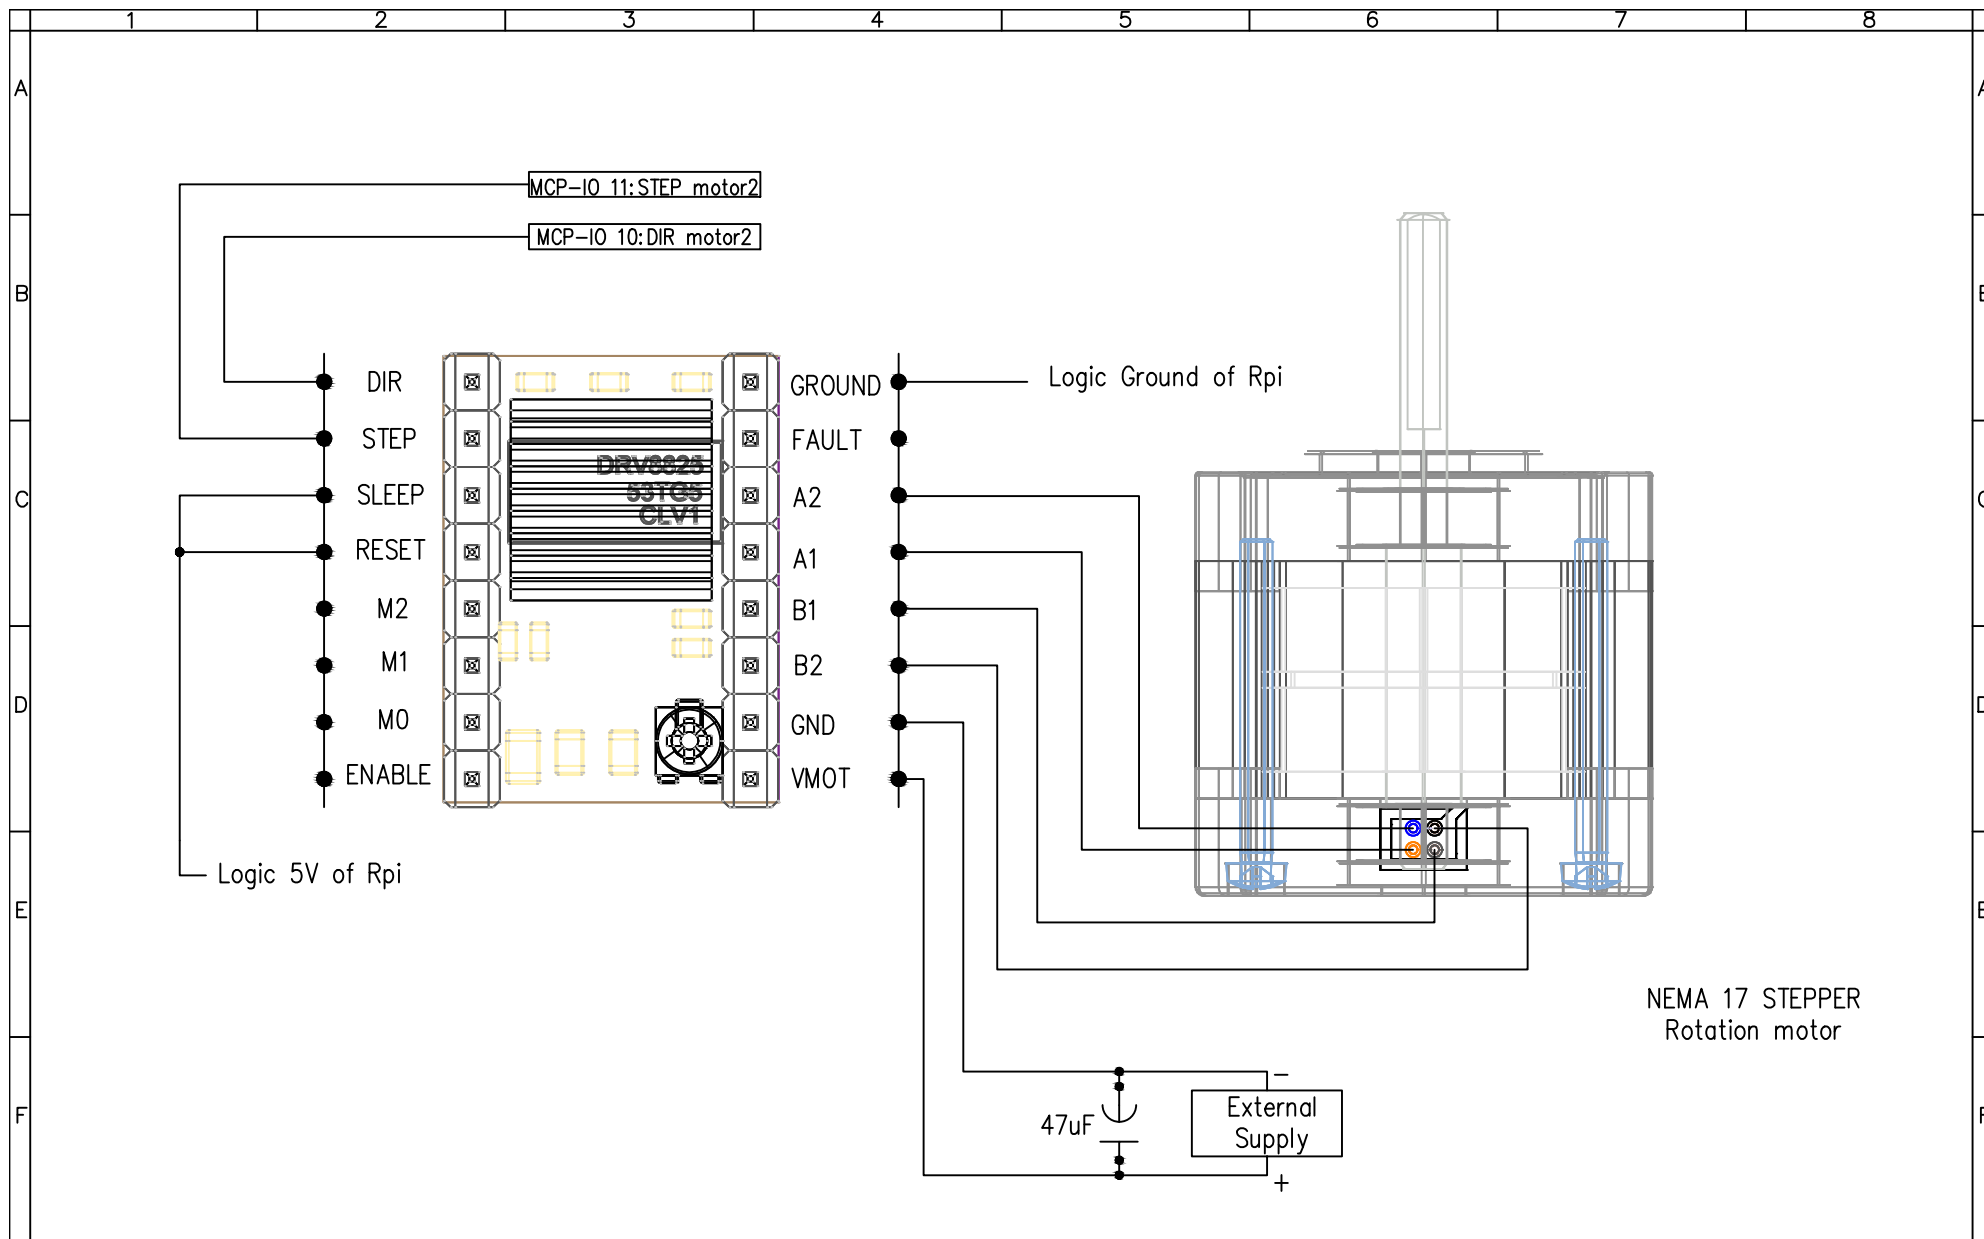 1 2 3 4 5 6 7 8
A A
MCP-IO 11:STEP motor2
MCP-IO 10:DIR motor2
B B
DIR
GROUND
Logic Ground of Rpi
STEP
FAULT
DRV8825
53TG5
CLV1
C C
SLEEP
A2
RESET
A1
M2
B1
M1
B2
D D
M0
GND
ENABLE
VMOT
Logic 5V of Rpi
E E
NEMA 17 STEPPER
Rotation motor
F F
-
47uF
External
Supply
+